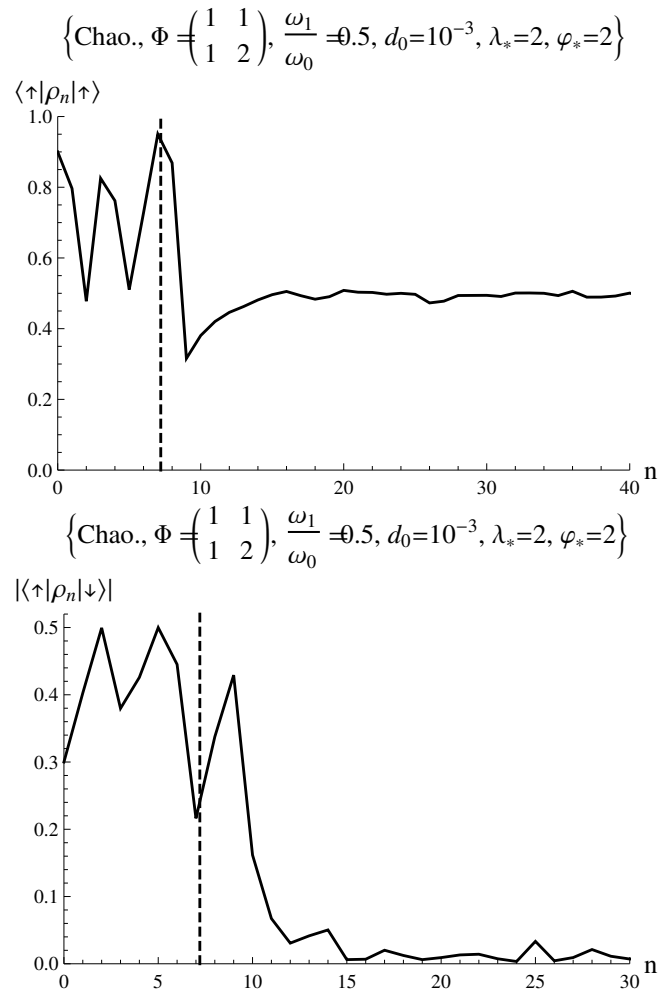 {Chao., Φ = ( 1 1 ), ω₁ = 0.5, d₀=10⁻³, λ*=2, φ*=2}
1 2 ω₀
⟨↑|ρₙ|↑⟩
1.0
0.8
0.6
0.4
0.2
0.0
0 10 20 30 40 n
{Chao., Φ = ( 1 1 ), ω₁ = 0.5, d₀=10⁻³, λ*=2, φ*=2}
1 2 ω₀
|⟨↑|ρₙ|↓⟩|
0.5
0.4
0.3
0.2
0.1
0.0
0 5 10 15 20 25 30 n